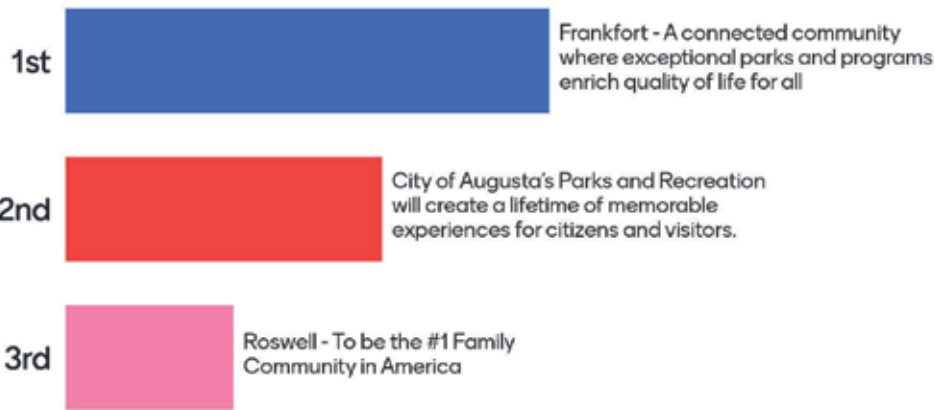 1st
Frankfort - A connected community
where exceptional parks and programs
enrich quality of life for all
2nd
City of Augusta's Parks and Recreation
will create a lifetime of memorable
experiences for citizens and visitors.
3rd
Roswell - To be the #1 Family
Community in America